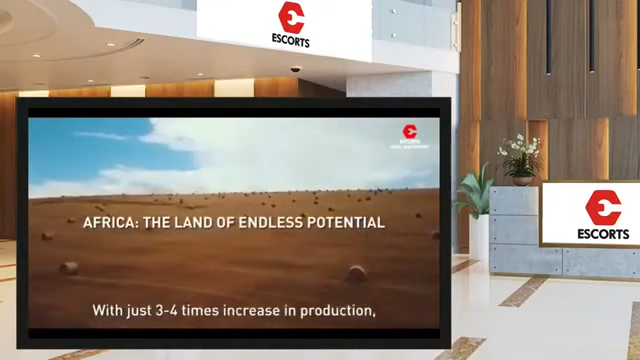 ESCORTS
ESCORTS
AFRICA: THE LAND OF ENDLESS POTENTIAL
ESCORTS
With just 3-4 times increase in production,